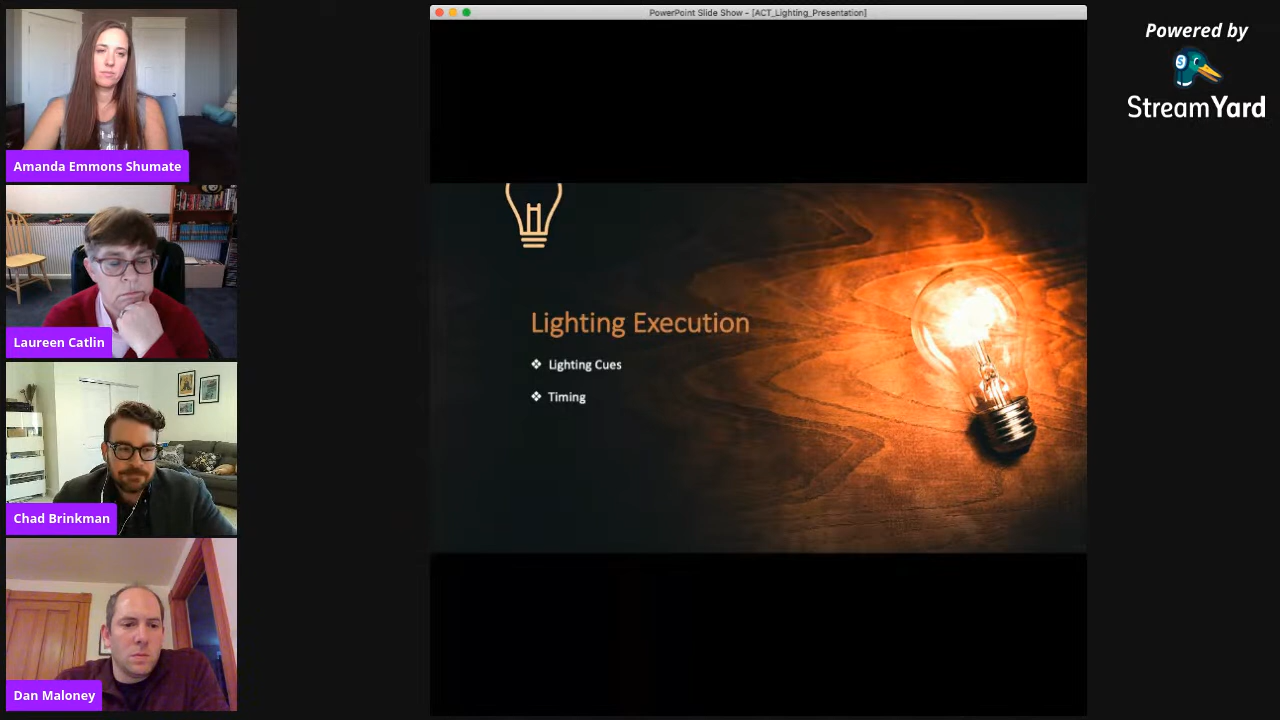 PowerPoint Slide Show - [ACT_Lighting_Presentation]
Powered by
StreamYard
Amanda Emmons Shumate
Laureen Catlin
Chad Brinkman
Dan Maloney
Lighting Execution
❖ Lighting Cues
❖ Timing